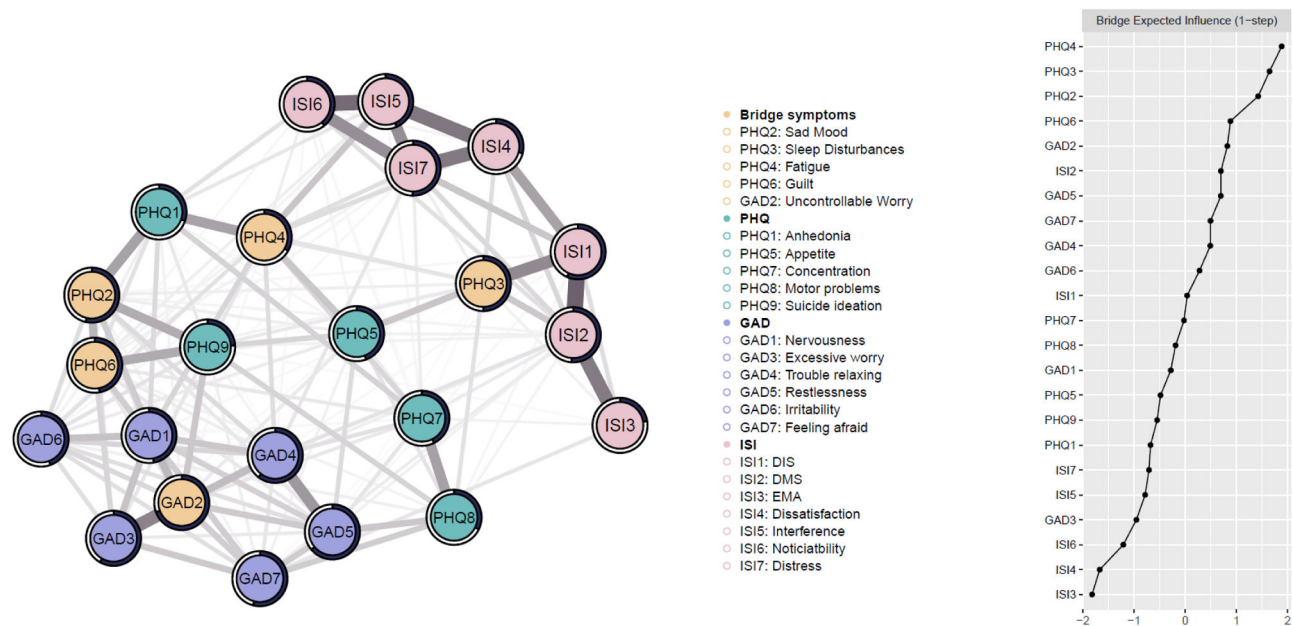 ISI6
ISI5
ISI4
ISI7
PHQ1
PHQ4
ISI1
PHQ3
PHQ2
ISI2
PHQ5
PHQ9
PHQ6
ISI3
PHQ7
GAD6
GAD1
GAD4
GAD2
PHQ8
GAD5
GAD3
GAD7
Bridge symptoms
PHQ2: Sad Mood
PHQ3: Sleep Disturbances
PHQ4: Fatigue
PHQ6: Guilt
GAD2: Uncontrollable Worry
PHQ
PHQ1: Anhedonia
PHQ5: Appetite
PHQ7: Concentration
PHQ8: Motor problems
PHQ9: Suicide ideation
GAD
GAD1: Nervousness
GAD3: Excessive worry
GAD4: Trouble relaxing
GAD5: Restlessness
GAD6: Irritability
GAD7: Feeling afraid
ISI
ISI1: DIS
ISI2: DMS
ISI3: EMA
ISI4: Dissatisfaction
ISI5: Interference
ISI6: Noticiatbility
ISI7: Distress
Bridge Expected Influence (1−step)
PHQ4
PHQ3
PHQ2
PHQ6
GAD2
ISI2
GAD5
GAD7
GAD4
GAD6
ISI1
PHQ7
PHQ8
GAD1
PHQ5
PHQ9
PHQ1
ISI7
ISI5
GAD3
ISI6
ISI4
ISI3
−2 −1 0 1 2